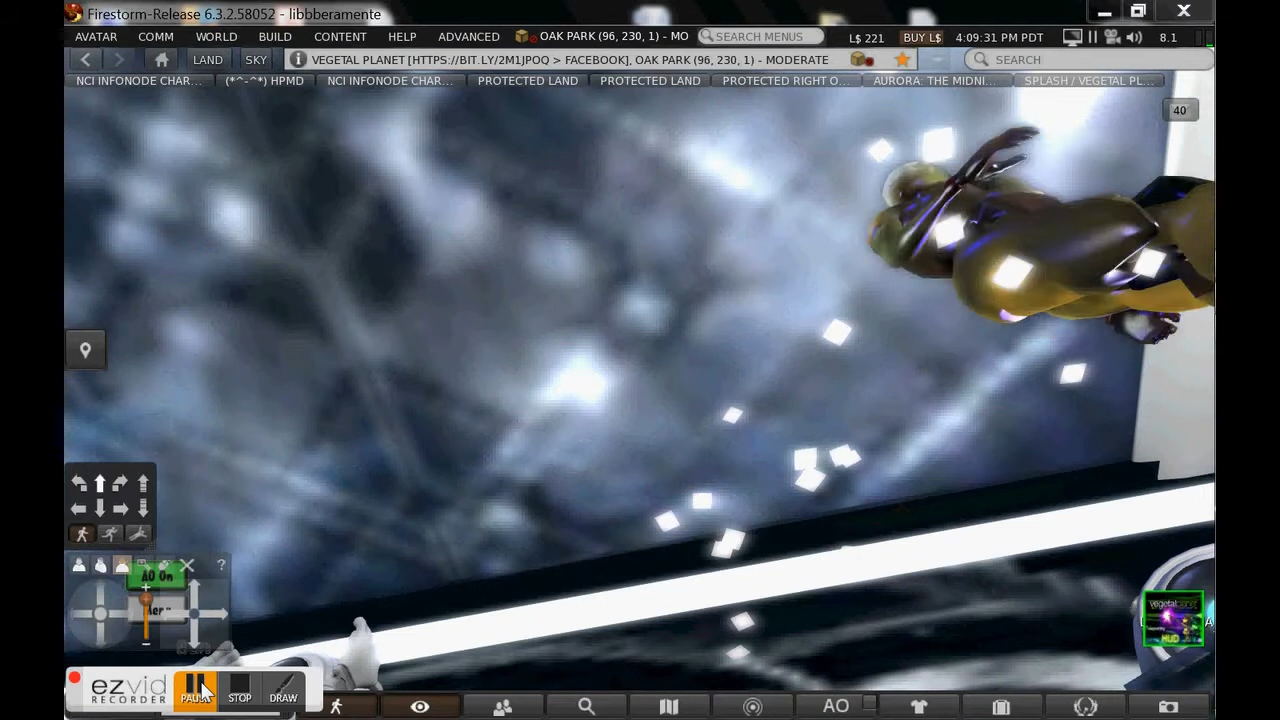 Firestorm-Release 6.3.2.58052 - libbberamente
AVATAR COMM WORLD BUILD CONTENT HELP ADVANCED OAK PARK (96, 230, 1) - MO SEARCH MENUS L$ 221 BUY L$ 4:09:31 PM PDT 8.1
LAND SKY VEGETAL PLANET [HTTPS://BIT.LY/2N1JPOQ > FACEBOOK], OAK PARK (96, 230, 1) - MODERATE SEARCH
NCI INFONODE CHAR... (*^-^*) HPMD NCI INFONODE CHAR... PROTECTED LAND PROTECTED LAND PROTECTED RIGHT O... AURORA: THE MIDNI... SPLASH / VEGETAL PL...
40
?
AO On
vegetal
HUD
ezvid
RECORDER
PAUSE STOP DRAW
AO